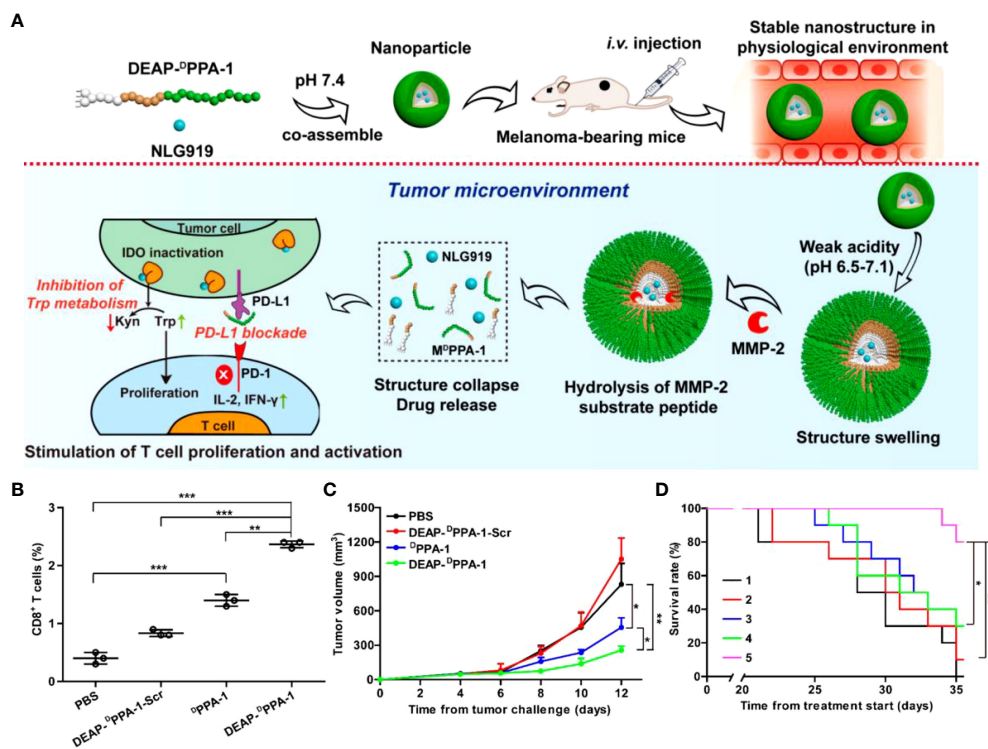 A
DEAP-ᴰPPA-1
NLG919
pH 7.4
co-assemble
Nanoparticle
i.v. injection
Melanoma-bearing mice
Stable nanostructure in
physiological environment
Tumor microenvironment
Weak acidity
(pH 6.5-7.1)
Structure swelling
MMP-2
Hydrolysis of MMP-2
substrate peptide
NLG919
MᴰPPA-1
Structure collapse
Drug release
Tumor cell
IDO inactivation
Inhibition of
Trp metabolism
Kyn
Trp
PD-L1
PD-L1 blockade
X
PD-1
Proliferation
IL-2, IFN-γ
T cell
Stimulation of T cell proliferation and activation
B
CD8⁺ T cells (%)
3
2
1
0
***
***
**
***
PBS
DEAP-ᴰPPA-1-Scr
ᴰPPA-1
DEAP-ᴰPPA-1
C
Tumor volume (mm³)
1500
1200
900
600
300
0
PBS
DEAP-ᴰPPA-1-Scr
ᴰPPA-1
DEAP-ᴰPPA-1
*
*
**
0 2 4 6 8 10 12
Time from tumor challenge (days)
D
Survival rate (%)
100
80
60
40
20
0
1
2
3
4
5
*
0 20 25 30 35
Time from treatment start (days)